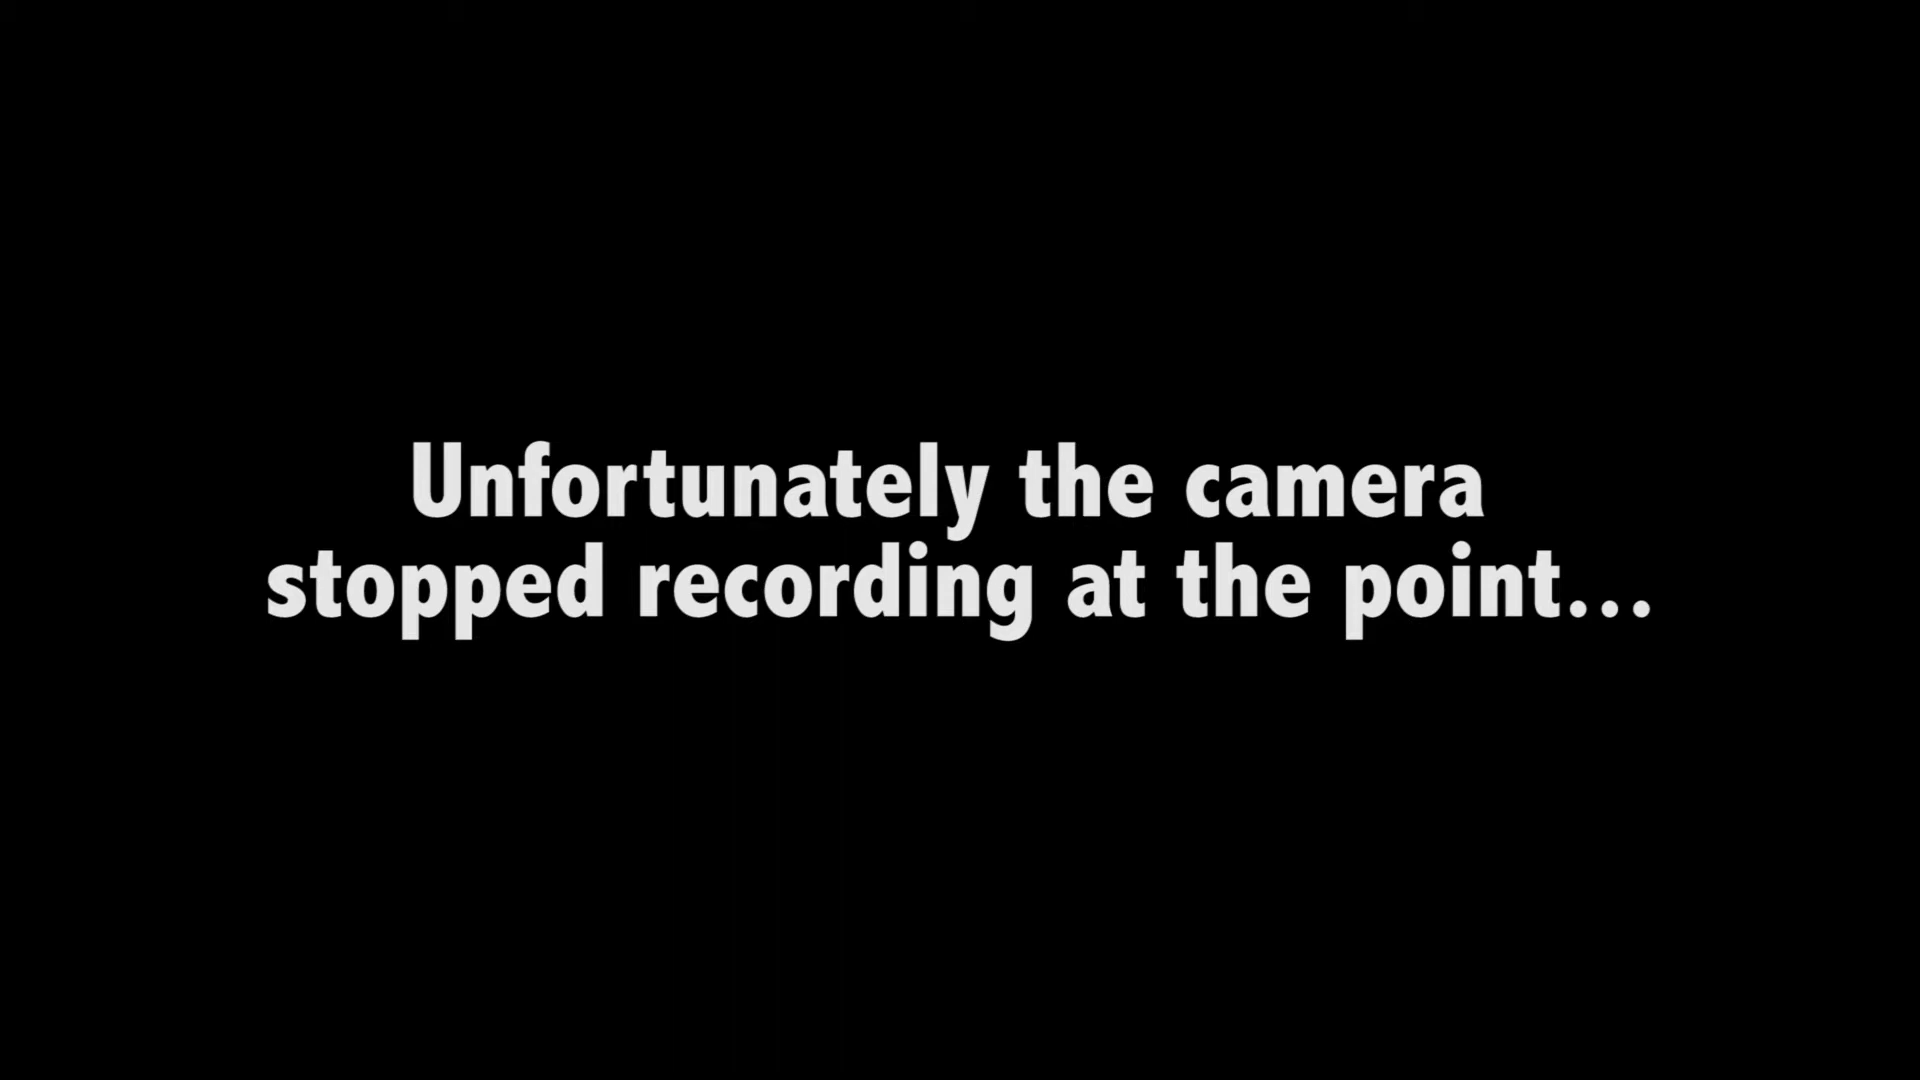 Unfortunately the camera
stopped recording at the point...